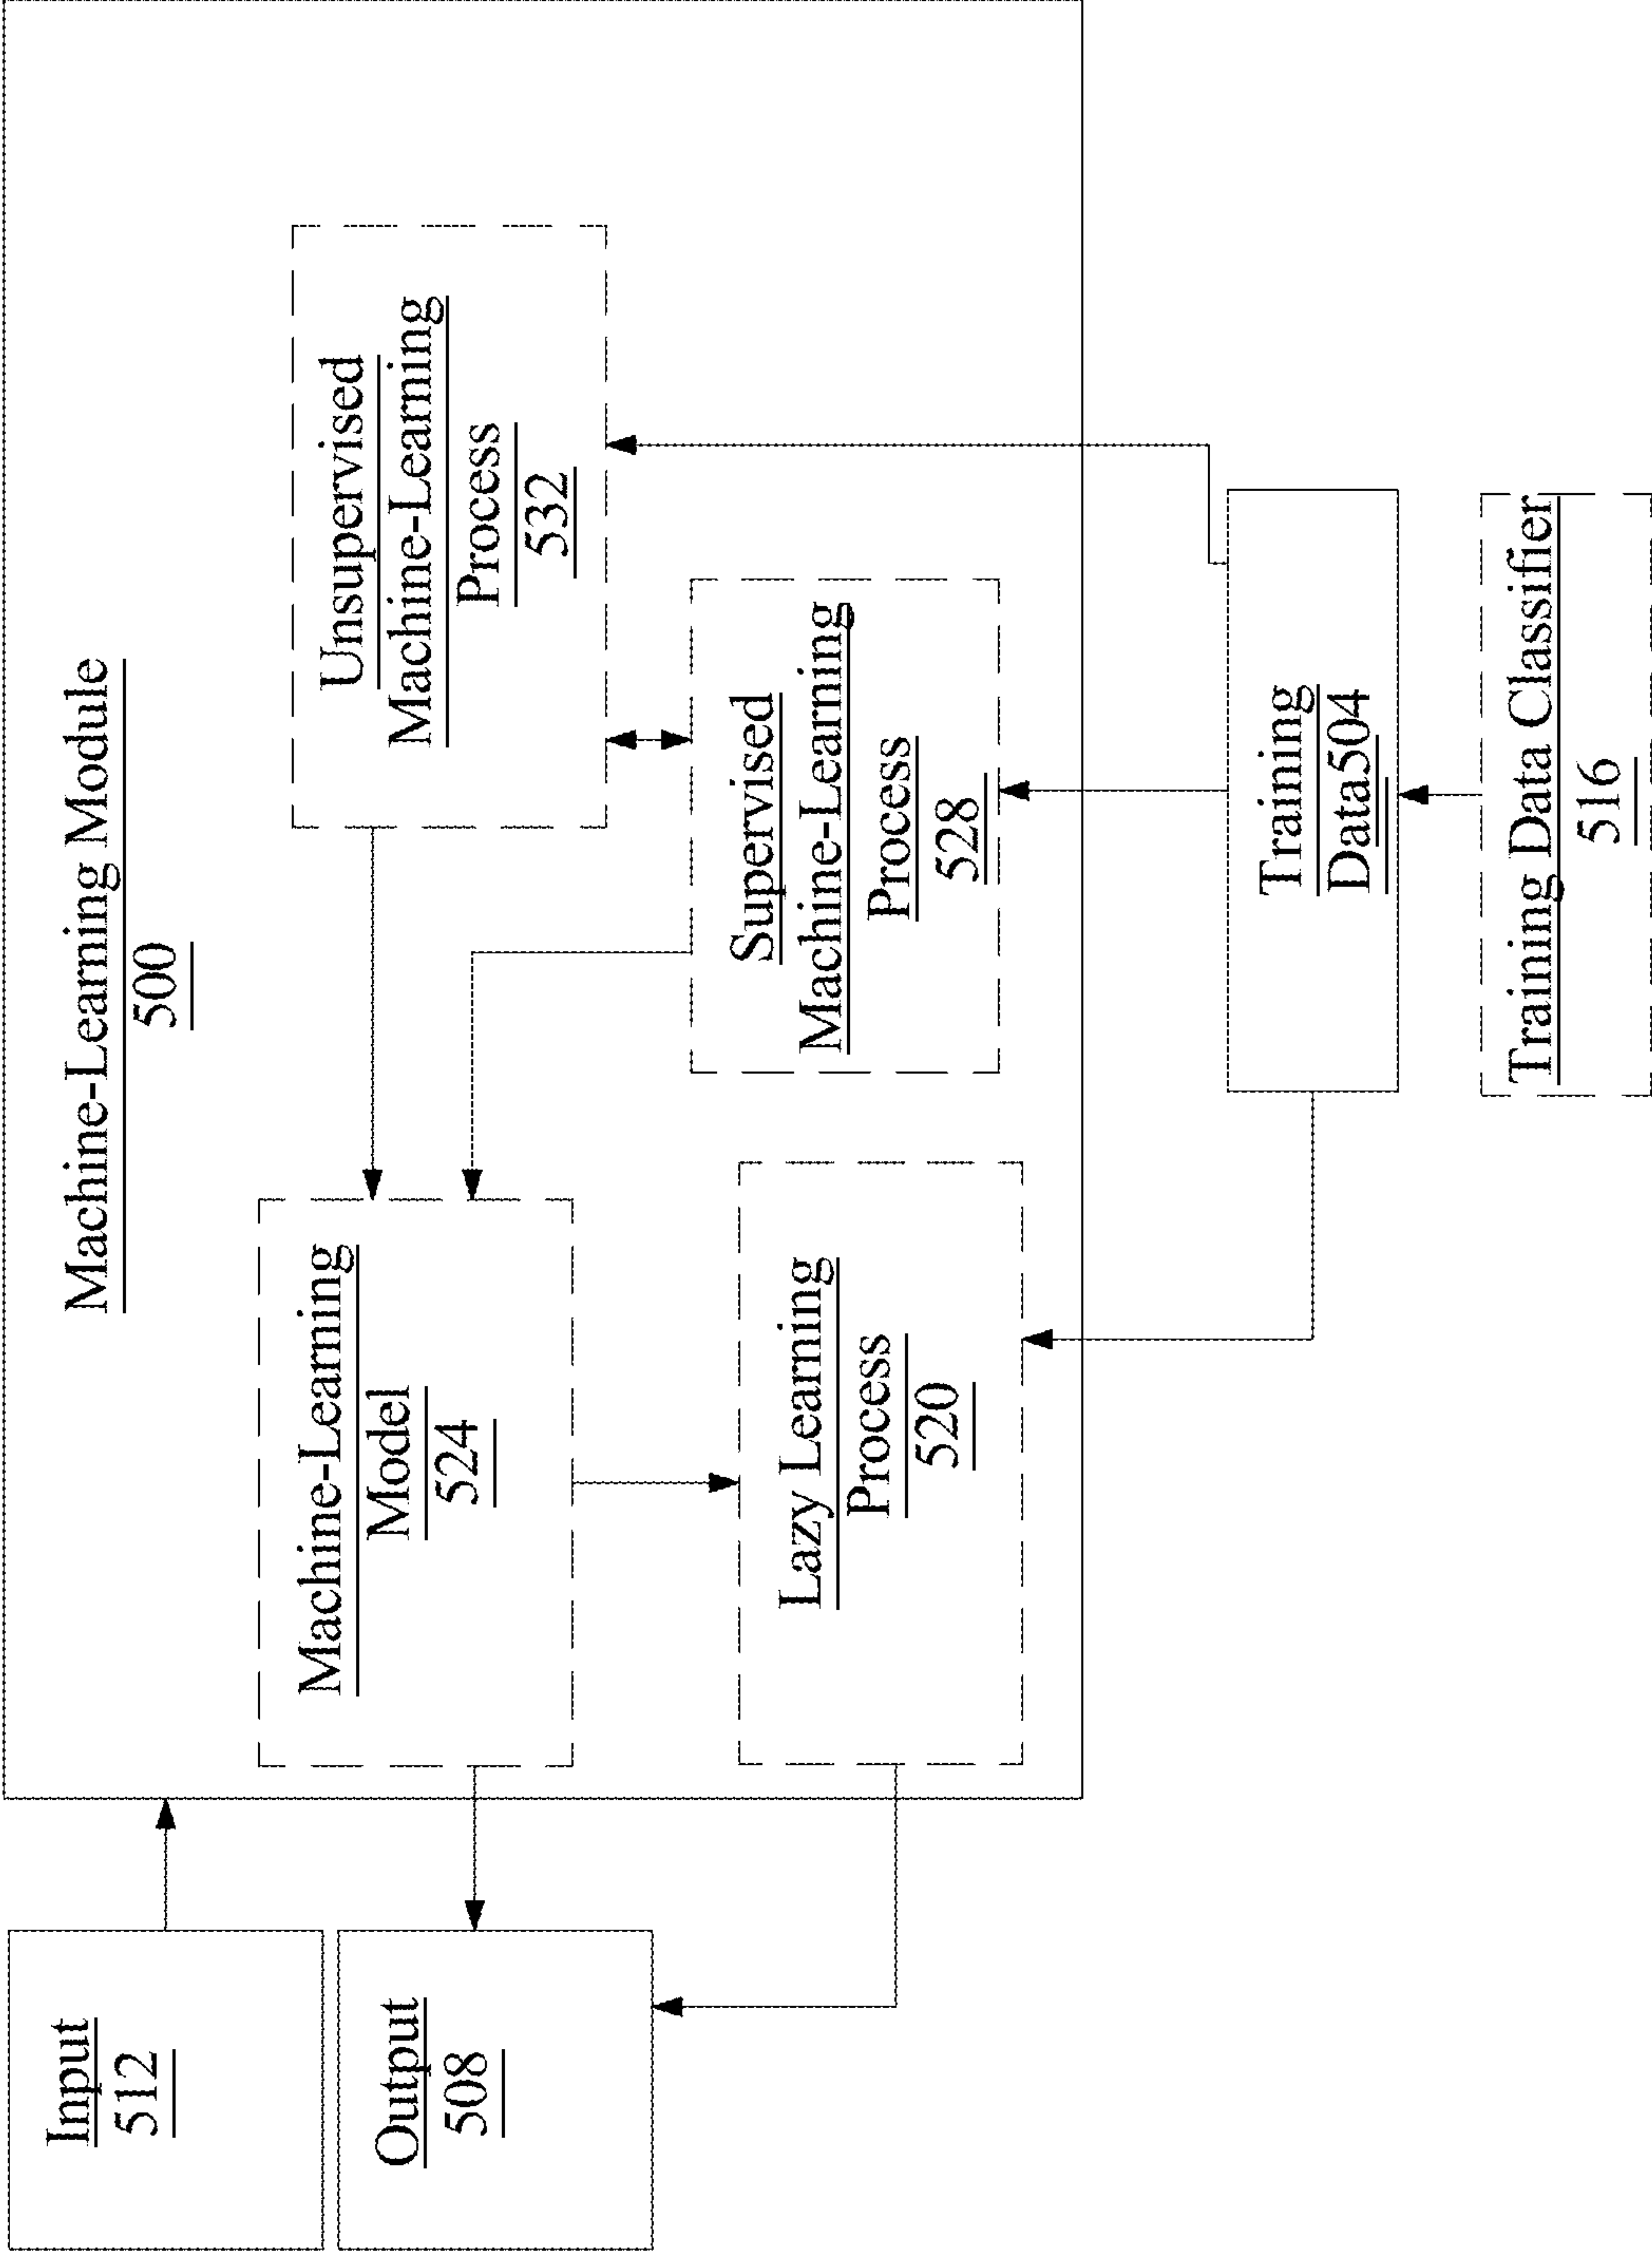 Machine-Learning Module
500
Input
512
Output
508
Machine-Learning
Model
524
Unsupervised
Machine-Learning
Process
532
Lazy Learning
Process
520
Supervised
Machine-Learning
Process
528
Training
Data504
Training Data Classifier
516